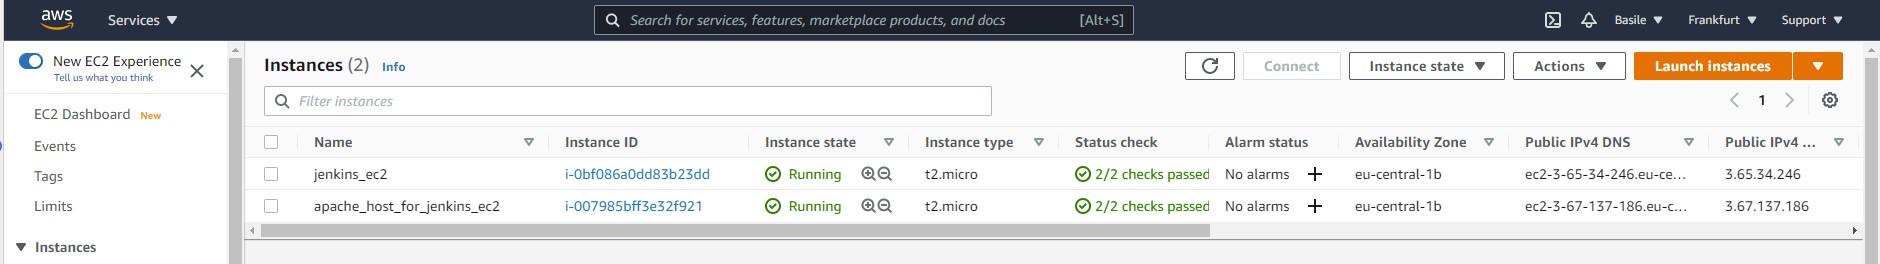 aws Services Search for services, features, marketplace products, and docs [Alt+S] Basile Frankfurt Support
New EC2 Experience
Tell us what you think
EC2 Dashboard New
Events
Tags
Limits
Instances
Instances (2) Info Connect Instance state Actions Launch instances
Filter instances 1
Name Instance ID Instance state Instance type Status check Alarm status Availability Zone Public IPv4 DNS Public IPv4 ...
jenkins_ec2 i-0bf086a0dd83b23dd Running t2.micro 2/2 checks passed No alarms eu-central-1b ec2-3-65-34-246.eu-ce... 3.65.34.246
apache_host_for_jenkins_ec2 i-007985bff3e32f921 Running t2.micro 2/2 checks passed No alarms eu-central-1b ec2-3-67-137-186.eu-c... 3.67.137.186